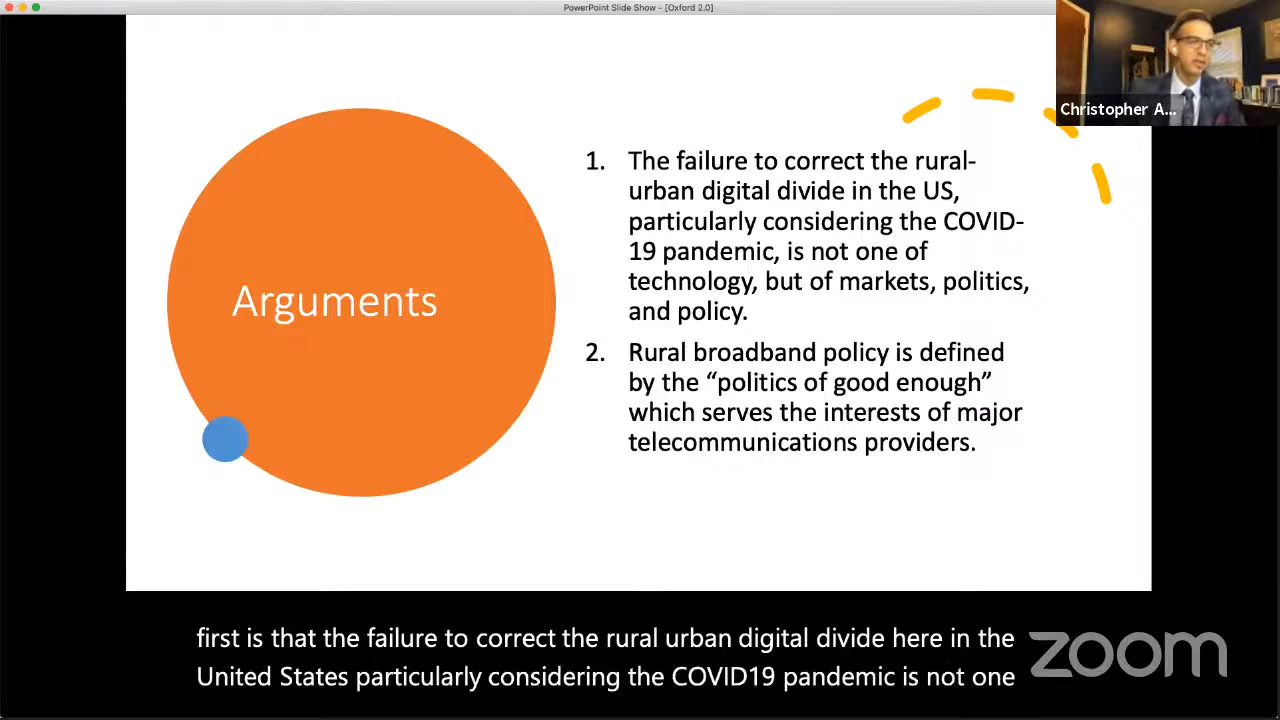 PowerPoint Slide Show - [Oxford 2.0]
Christopher A...
Arguments
1. The failure to correct the rural-
urban digital divide in the US,
particularly considering the COVID-
19 pandemic, is not one of
technology, but of markets, politics,
and policy.
2. Rural broadband policy is defined
by the “politics of good enough”
which serves the interests of major
telecommunications providers.
first is that the failure to correct the rural urban digital divide here in the
United States particularly considering the COVID19 pandemic is not one
zoom